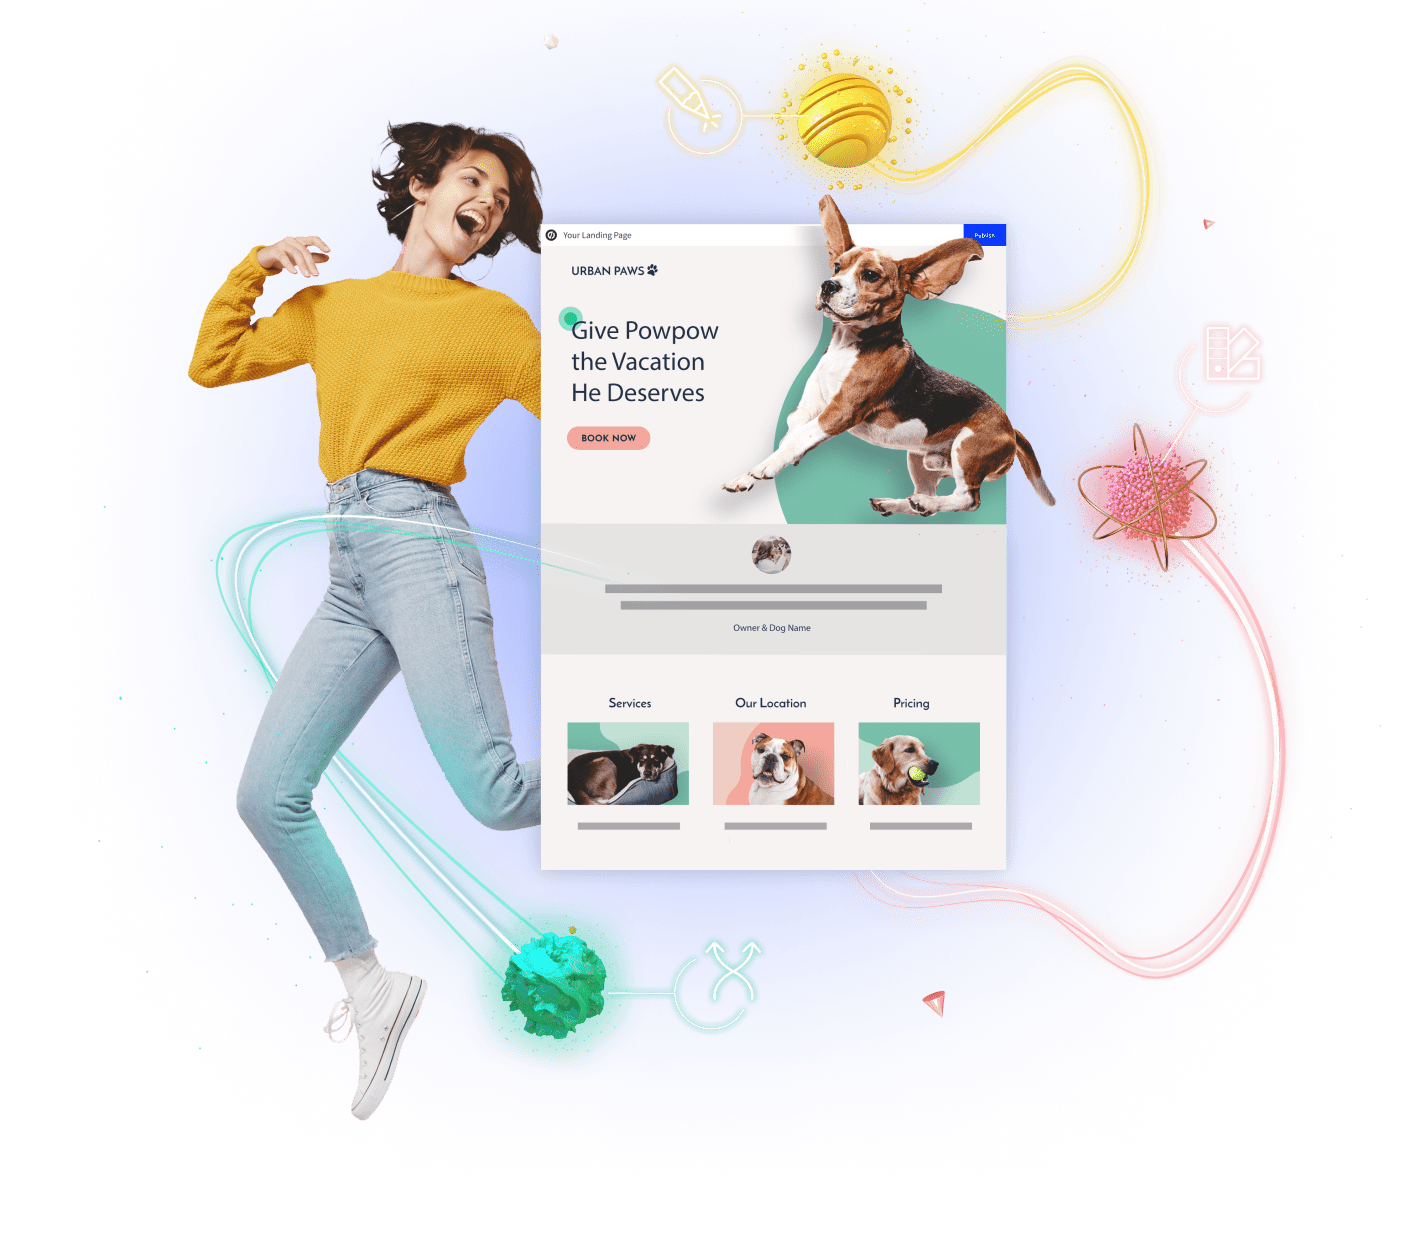 Your Landing Page
Publish
URBAN PAWS
Give Powpow
the Vacation
He Deserves
BOOK NOW
Owner & Dog Name
Services
Our Location
Pricing